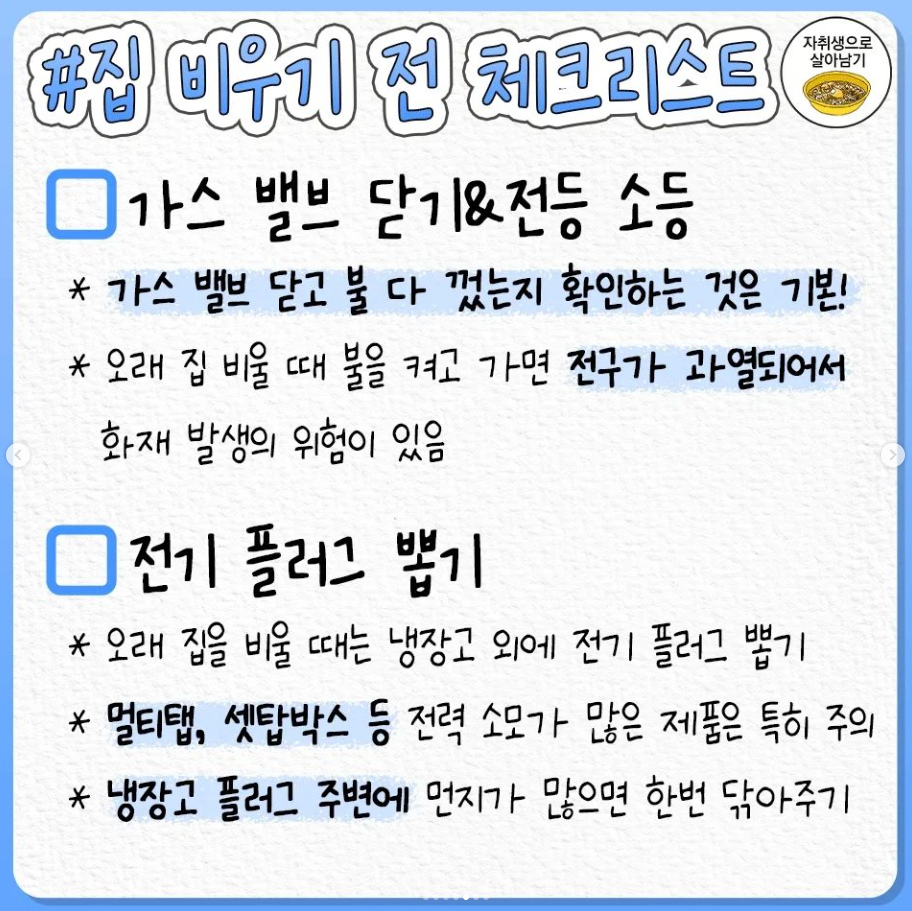 #집 비우기 전 체크리스트
자취생으로
살아남기
가스 밸브 닫기&전등 소등
* 가스 밸브 닫고 불 다 껐는지 확인하는 것은 기본!
* 오래 집 비울 때 불을 켜고 가면 전구가 과열되어서
화재 발생의 위험이 있음
전기 플러그 뽑기
* 오래 집을 비울 때는 냉장고 외에 전기 플러그 뽑기
* 멀티탭, 셋탑박스 등 전력 소모가 많은 제품은 특히 주의
* 냉장고 플러그 주변에 먼지가 많으면 한번 닦아주기